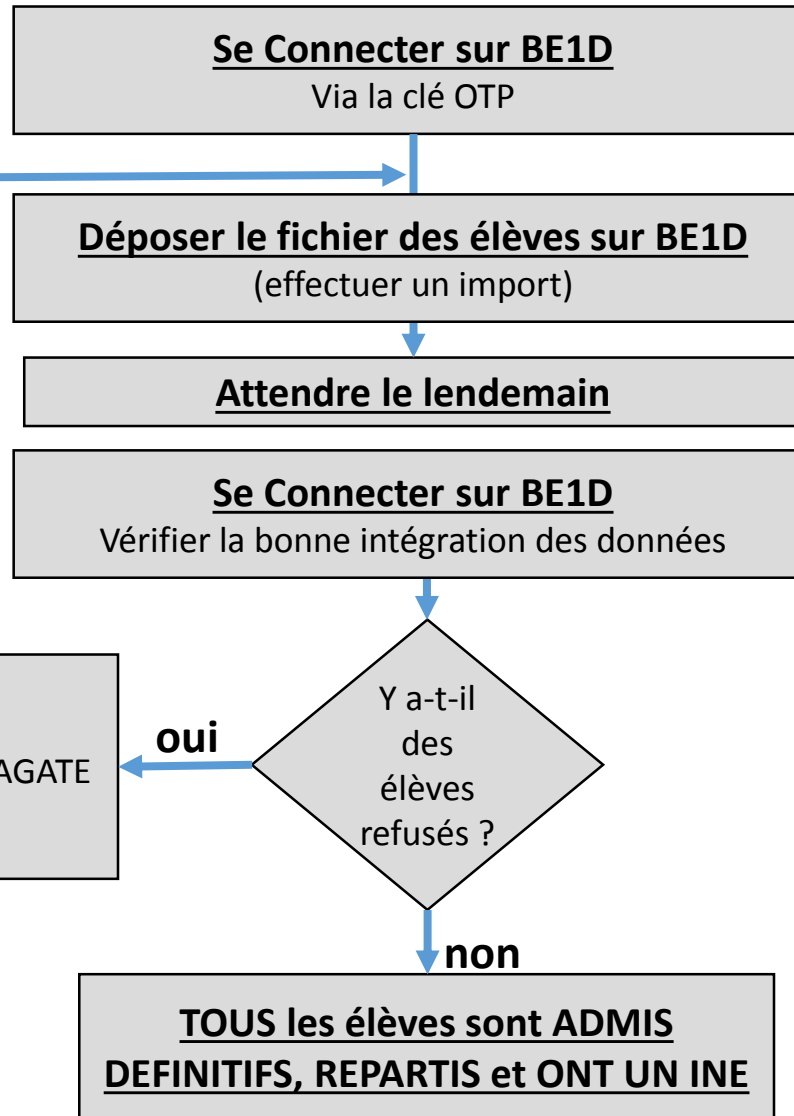 Se Connecter sur BE1D
Via la clé OTP
Déposer le fichier des élèves sur BE1D
(effectuer un import)
Attendre le lendemain
Se Connecter sur BE1D
Vérifier la bonne intégration des données
Y a-t-il
des
élèves
refusés ?
oui
AGATE
non
TOUS les élèves sont ADMIS
DEFINITIFS, REPARTIS et ONT UN INE